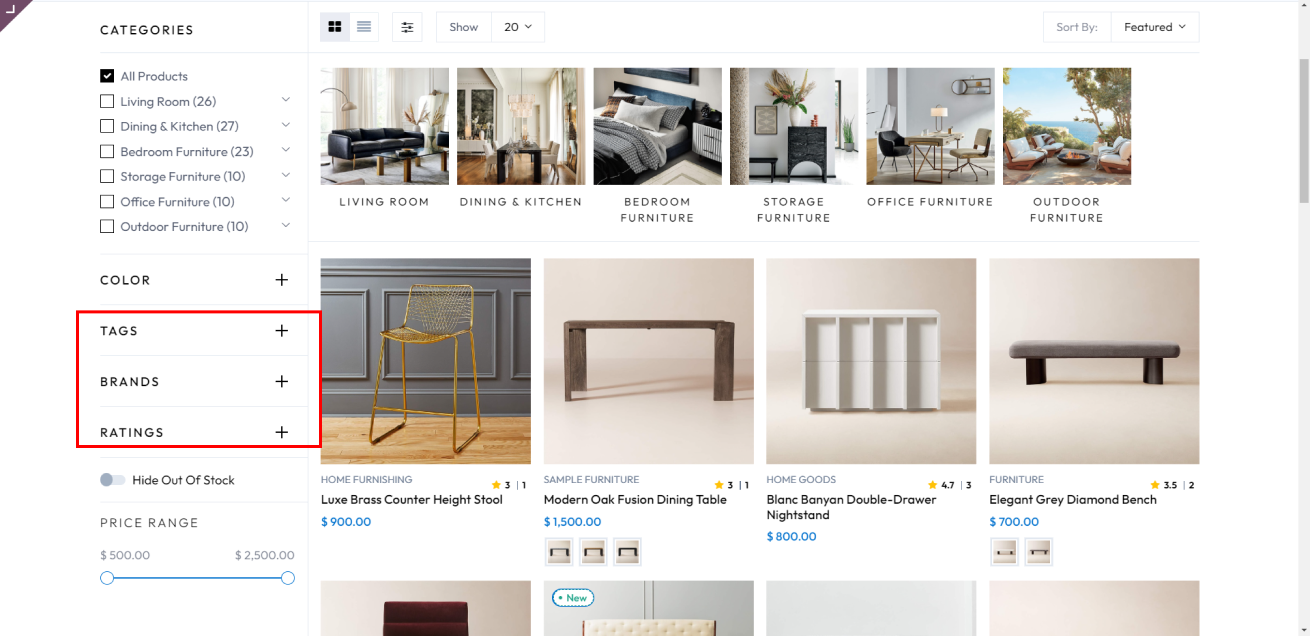 CATEGORIES
All Products
Living Room (26)
Dining & Kitchen (27)
Bedroom Furniture (23)
Storage Furniture (10)
Office Furniture (10)
Outdoor Furniture (10)
COLOR
TAGS
BRANDS
RATINGS
Hide Out Of Stock
PRICE RANGE
$ 500.00 $ 2,500.00
Show 20
Sort By: Featured
LIVING ROOM
DINING & KITCHEN
BEDROOM
FURNITURE
STORAGE
FURNITURE
OFFICE FURNITURE
OUTDOOR
FURNITURE
HOME FURNISHING
3 | 1
Luxe Brass Counter Height Stool
$ 900.00
SAMPLE FURNITURE
3 | 1
Modern Oak Fusion Dining Table
$ 1,500.00
HOME GOODS
4.7 | 3
Blanc Banyan Double-Drawer
Nightstand
$ 800.00
FURNITURE
3.5 | 2
Elegant Grey Diamond Bench
$ 700.00
New